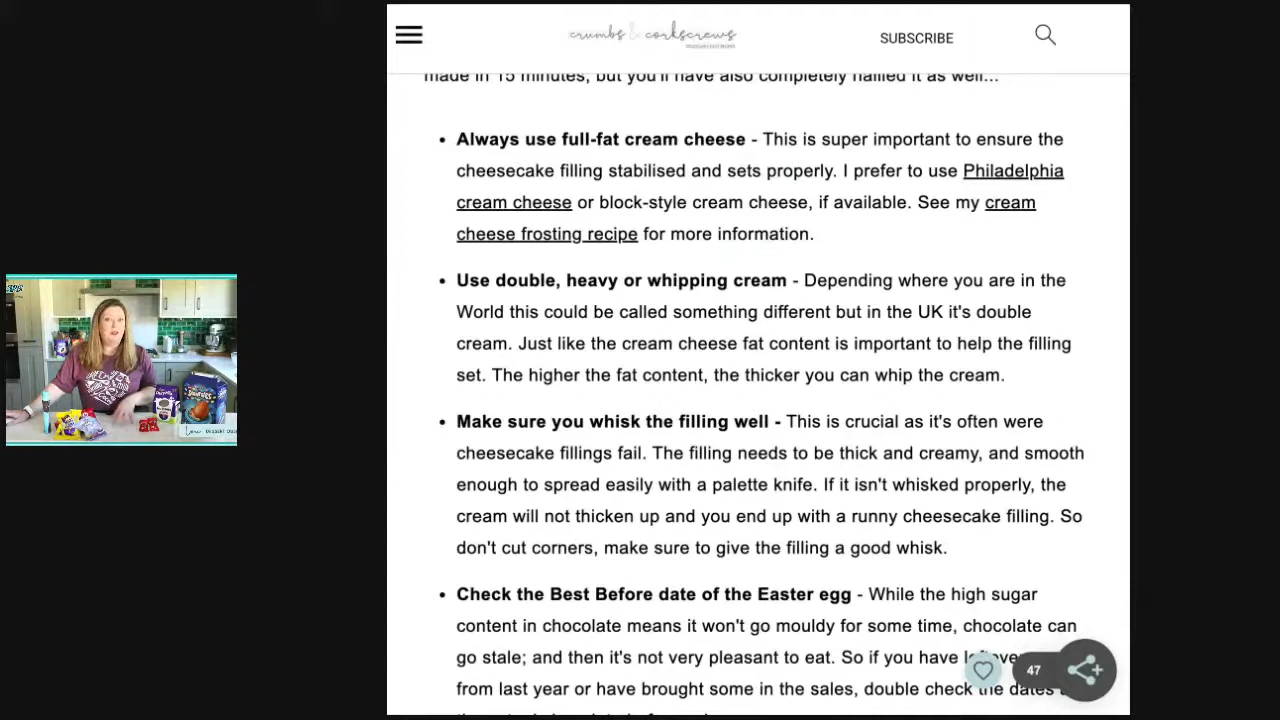 crumbs & corkscrews
SUBSCRIBE
made in 15 minutes, but you'll have also completely nailed it as well...
• Always use full-fat cream cheese - This is super important to ensure the
cheesecake filling stabilised and sets properly. I prefer to use Philadelphia
cream cheese or block-style cream cheese, if available. See my cream
cheese frosting recipe for more information.
• Use double, heavy or whipping cream - Depending where you are in the
World this could be called something different but in the UK it's double
cream. Just like the cream cheese fat content is important to help the filling
set. The higher the fat content, the thicker you can whip the cream.
• Make sure you whisk the filling well - This is crucial as it's often were
cheesecake fillings fail. The filling needs to be thick and creamy, and smooth
enough to spread easily with a palette knife. If it isn't whisked properly, the
cream will not thicken up and you end up with a runny cheesecake filling. So
don't cut corners, make sure to give the filling a good whisk.
• Check the Best Before date of the Easter egg - While the high sugar
content in chocolate means it won't go mouldy for some time, chocolate can
go stale; and then it's not very pleasant to eat. So if you have
47
from last year or have brought some in the sales, double check the dates